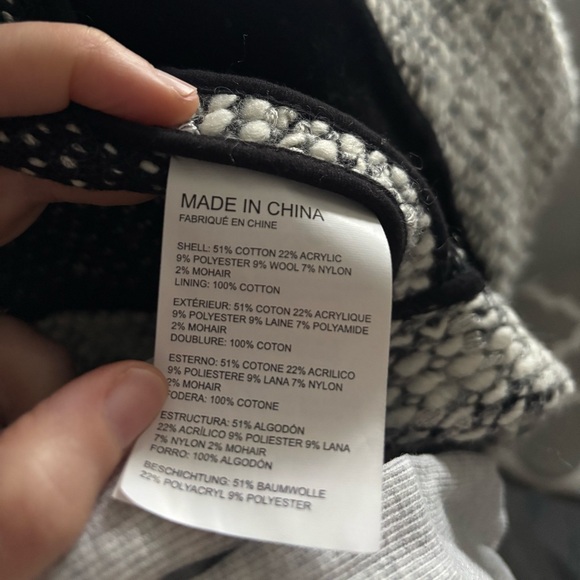 MADE IN CHINA
FABRIQUÉ EN CHINE
SHELL: 51% COTTON 22% ACRYLIC
9% POLYESTER 9% WOOL 7% NYLON
2% MOHAIR
LINING: 100% COTTON
EXTÉRIEUR: 51% COTON 22% ACRYLIQUE
9% POLYESTER 9% LAINE 7% POLYAMIDE
2% MOHAIR
DOUBLURE: 100% COTON
ESTERNO: 51% COTONE 22% ACRILICO
9% POLIESTERE 9% LANA 7% NYLON
2% MOHAIR
FODERA: 100% COTONE
ESTRUCTURA: 51% ALGODÓN
22% ACRÍLICO 9% POLIESTER 9% LANA
7% NYLON 2% MOHAIR
FORRO: 100% ALGODÓN
BESCHICHTUNG: 51% BAUMWOLLE
22% POLYACRYL 9% POLYESTER